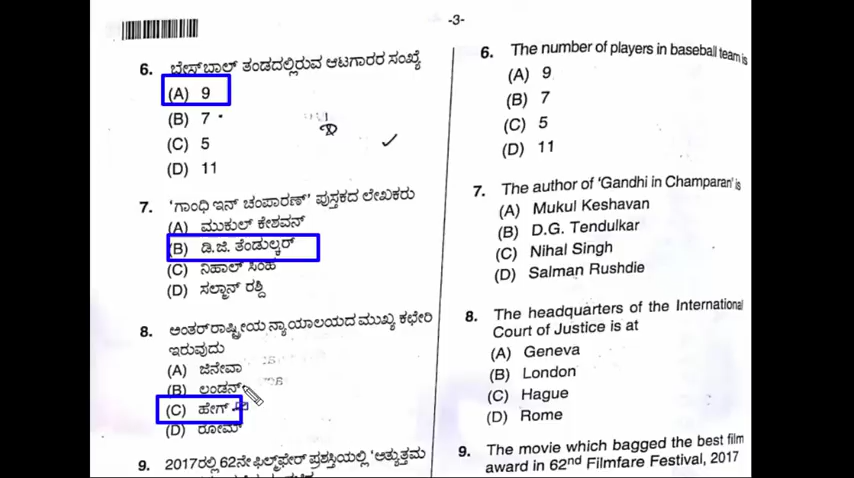 -3-
6. ಬೇಸ್‌ಬಾಲ್ ತಂಡದಲ್ಲಿರುವ ಆಟಗಾರರ ಸಂಖ್ಯೆ
(A) 9
(B) 7
(C) 5
(D) 11
7. 'ಗಾಂಧಿ ಇನ್ ಚಂಪಾರಣ್' ಪುಸ್ತಕದ ಲೇಖಕರು
(A) ಮುಕುಲ್ ಕೇಶವನ್
(B) ಡಿ.ಜಿ. ತೆಂಡುಲ್ಕರ್
(C) ನಿಹಾಲ್ ಸಿಂಹ
(D) ಸಲ್ಮಾನ್ ರಶ್ದಿ
8. ಅಂತರ್‌ರಾಷ್ಟ್ರೀಯ ನ್ಯಾಯಾಲಯದ ಮುಖ್ಯ ಕಛೇರಿ
ಇರುವುದು
(A) ಜಿನೇವಾ
(B) ಲಂಡನ್
(C) ಹೇಗ್
(D) ರೋಮ್
9. 2017ರಲ್ಲಿ 62ನೇ ಫಿಲ್ಮ್‌ಫೇರ್ ಪ್ರಶಸ್ತಿಯಲ್ಲಿ 'ಅತ್ಯುತ್ತಮ
6. The number of players in baseball team is
(A) 9
(B) 7
(C) 5
(D) 11
7. The author of 'Gandhi in Champaran' is
(A) Mukul Keshavan
(B) D.G. Tendulkar
(C) Nihal Singh
(D) Salman Rushdie
8. The headquarters of the International
Court of Justice is at
(A) Geneva
(B) London
(C) Hague
(D) Rome
9. The movie which bagged the best film
award in 62nd Filmfare Festival, 2017